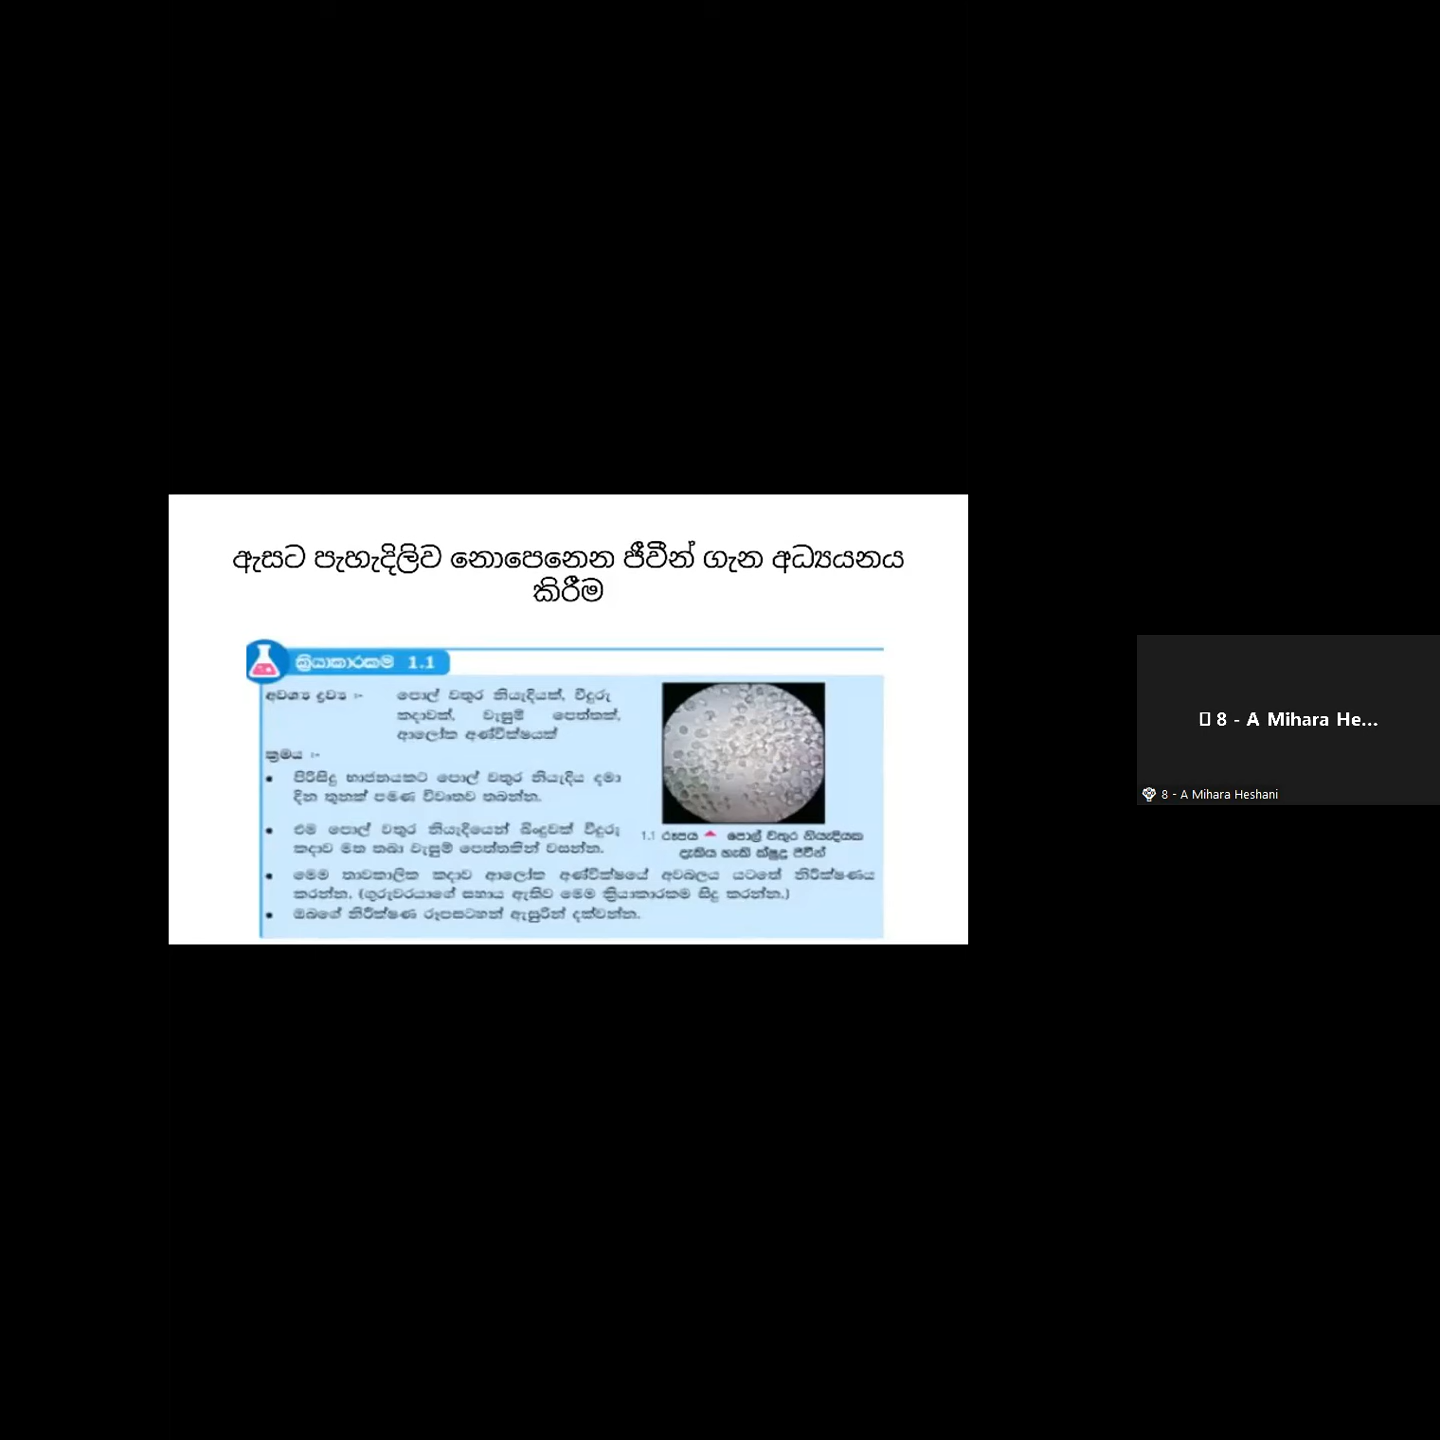 ඇසට පැහැදිලිව නොපෙනෙන ජීවීන් ගැන අධ්‍යයනය
කිරීම
ක්‍රියාකාරකම 1.1
අවශ්‍ය ද්‍රව්‍ය :- පොල් වතුර නියැදියක්, වීදුරු
කදාවක්, වැසුම් පෙත්තක්,
ආලෝක අණ්වීක්ෂයක්
ක්‍රමය :-
• පිරිසිදු භාජනයකට පොල් වතුර නියැදිය දමා
දින තුනක් පමණ විවෘතව තබන්න.
• එම පොල් වතුර නියැදියෙන් බිංදුවක් වීදුරු
කදාව මත තබා වැසුම් පෙත්තකින් වසන්න.
1.1 රූපය ▲ පොල් වතුර නියැදියක
දැකිය හැකි ක්ෂුද්‍ර ජීවීන්
• මෙම තාවකාලික කදාව ආලෝක අණ්වීක්ෂයේ අවබලය යටතේ නිරීක්ෂණය
කරන්න. (ගුරුවරයාගේ සහාය ඇතිව මෙම ක්‍රියාකාරකම සිදු කරන්න.)
• ඔබගේ නිරීක්ෂණ රූපසටහන් ඇසුරින් දක්වන්න.
8 - A Mihara He...
8 - A Mihara Heshani